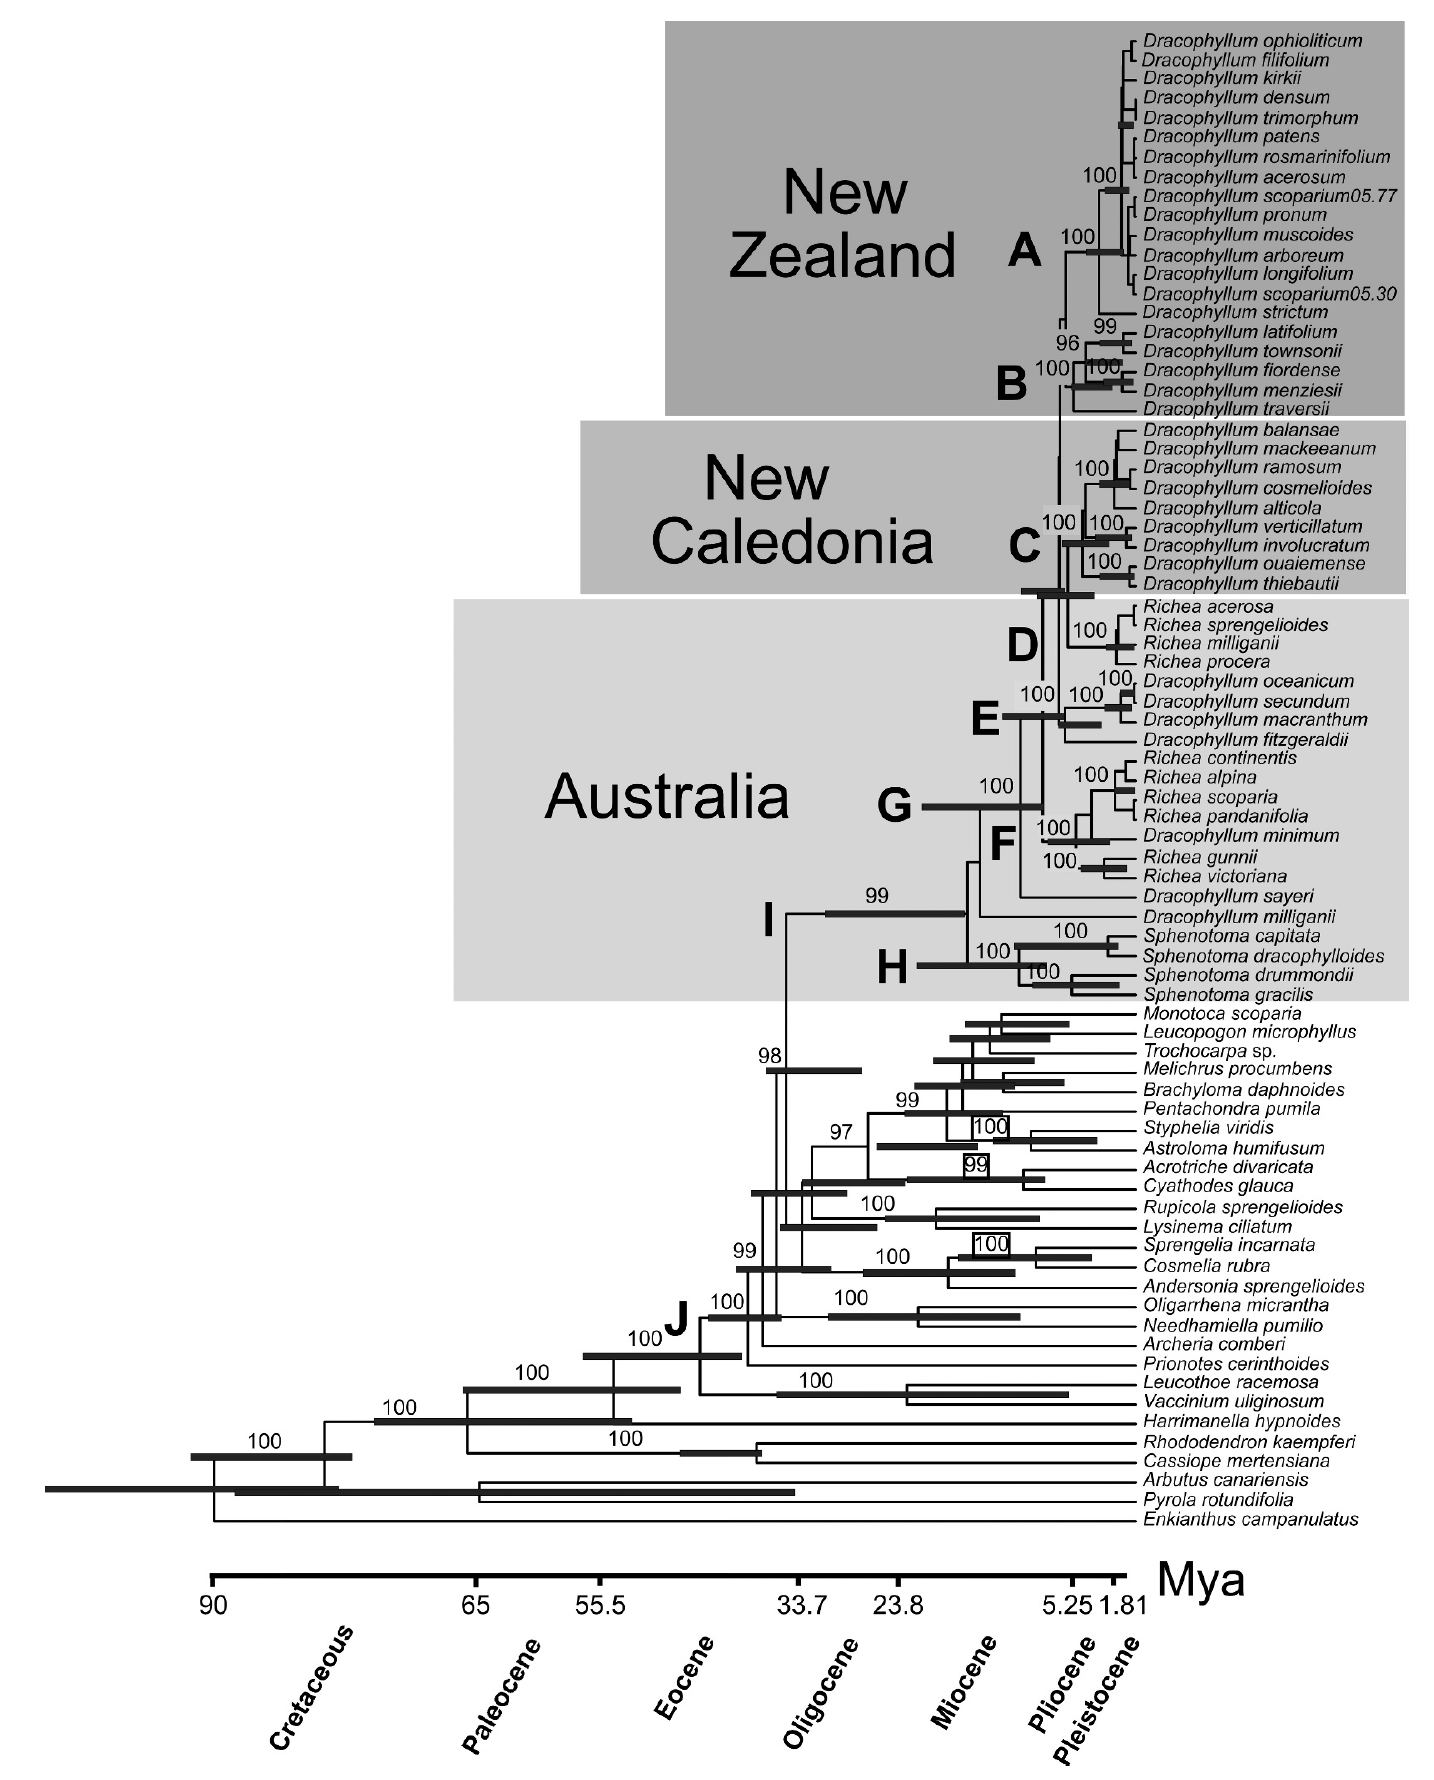 Dracophyllum ophioliticum
Dracophyllum filifolium
Dracophyllum kirkii
Dracophyllum densum
Dracophyllum trimorphum
Dracophyllum patens
Dracophyllum rosmarinifolium
100 Dracophyllum acerosum
New
Dracophyllum scoparium05.77
Dracophyllum pronum
100 Dracophyllum muscoides
Zealand
A
Dracophyllum arboreum
Dracophyllum longifolium
Dracophyllum scoparium05.30
Dracophyllum strictum
99 Dracophyllum latifolium
96 Dracophyllum townsonii
100 100 Dracophyllum fiordense
B
Dracophyllum menziesii
Dracophyllum traversii
Dracophyllum balansae
Dracophyllum mackeeanum
100 Dracophyllum ramosum
New
Dracophyllum cosmelioides
Dracophyllum alticola
100 100 Dracophyllum verticillatum
Caledonia
C
Dracophyllum involucratum
100 Dracophyllum ouaiemense
Dracophyllum thiebautii
Richea acerosa
100 Richea sprengelioides
D
Richea milliganii
Richea procera
100 Dracophyllum oceanicum
100 100 Dracophyllum secundum
E
Dracophyllum macranthum
Dracophyllum fitzgeraldii
Richea continentis
100 Richea alpina
Australia
100
G
Richea scoparia
Richea pandanifolia
100 Dracophyllum minimum
F
100 Richea gunnii
Richea victoriana
99 Dracophyllum sayeri
I
Dracophyllum milliganii
100 Sphenotoma capitata
100 Sphenotoma dracophylloides
H
100 Sphenotoma drummondii
Sphenotoma gracilis
Monotoca scoparia
Leucopogon microphyllus
98 Trochocarpa sp.
Melichrus procumbens
Brachyloma daphnoides
99 Pentachondra pumila
97 100 Styphelia viridis
Astroloma humifusum
99 Acrotriche divaricata
Cyathodes glauca
100 Rupicola sprengelioides
Lysinema ciliatum
99 100 Sprengelia incarnata
100 Cosmelia rubra
Andersonia sprengelioides
100 100 Oligarrhena micrantha
J
Needhamiella pumilio
100 Archeria comberi
Prionotes cerinthoides
100 100 Leucothoe racemosa
Vaccinium uliginosum
100 Harrimanella hypnoides
100 100 Rhododendron kaempferi
Cassiope mertensiana
Arbutus canariensis
Pyrola rotundifolia
Enkianthus campanulatus
Mya
90 65 55.5 33.7 23.8 5.25 1.81
Cretaceous
Paleocene
Eocene
Oligocene
Miocene
Pliocene
Pleistocene